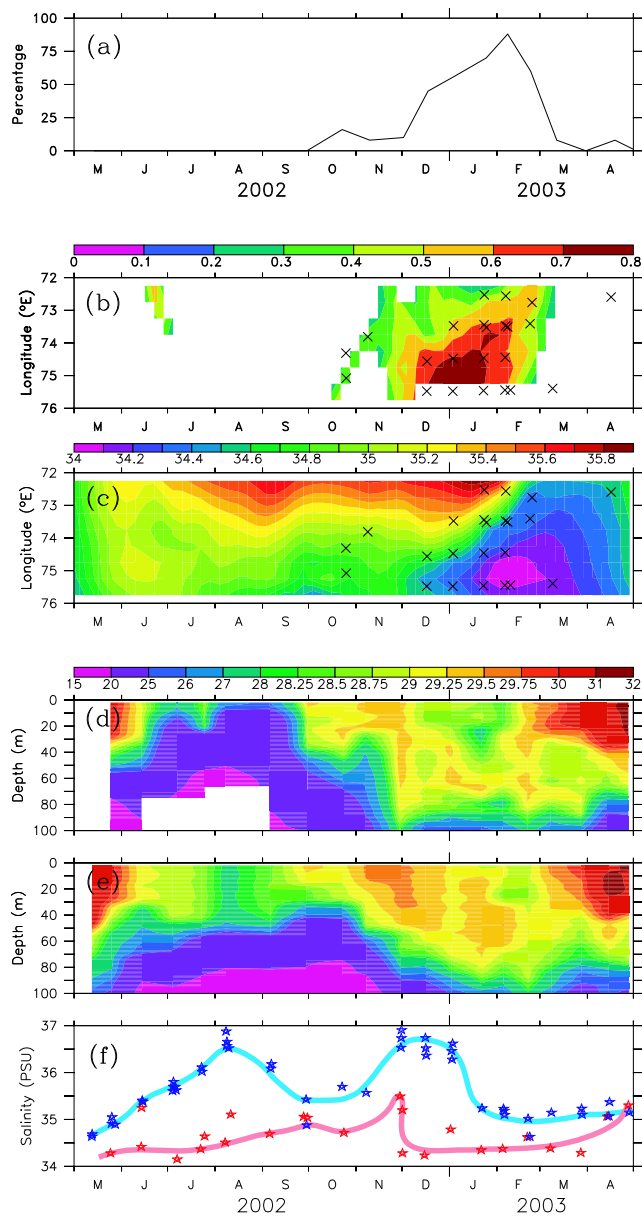 100
75
50
25
0
Percentage
(a)
M J J A S O N D J F M A
2002 2003
0 0.1 0.2 0.3 0.4 0.5 0.6 0.7 0.8
72
73
74
75
76
Longitude (°E)
(b)
M J J A S O N D J F M A
34 34.2 34.4 34.6 34.8 35 35.2 35.4 35.6 35.8
72
73
74
75
76
Longitude (°E)
(c)
M J J A S O N D J F M A
15 20 25 26 27 28 28.25 28.5 28.75 29 29.25 29.5 29.75 30 31 32
0
20
40
60
80
100
Depth (m)
(d)
0
20
40
60
80
100
Depth (m)
(e)
37
36
35
34
Salinity (PSU)
(f)
M J J A S O N D J F M A
2002 2003